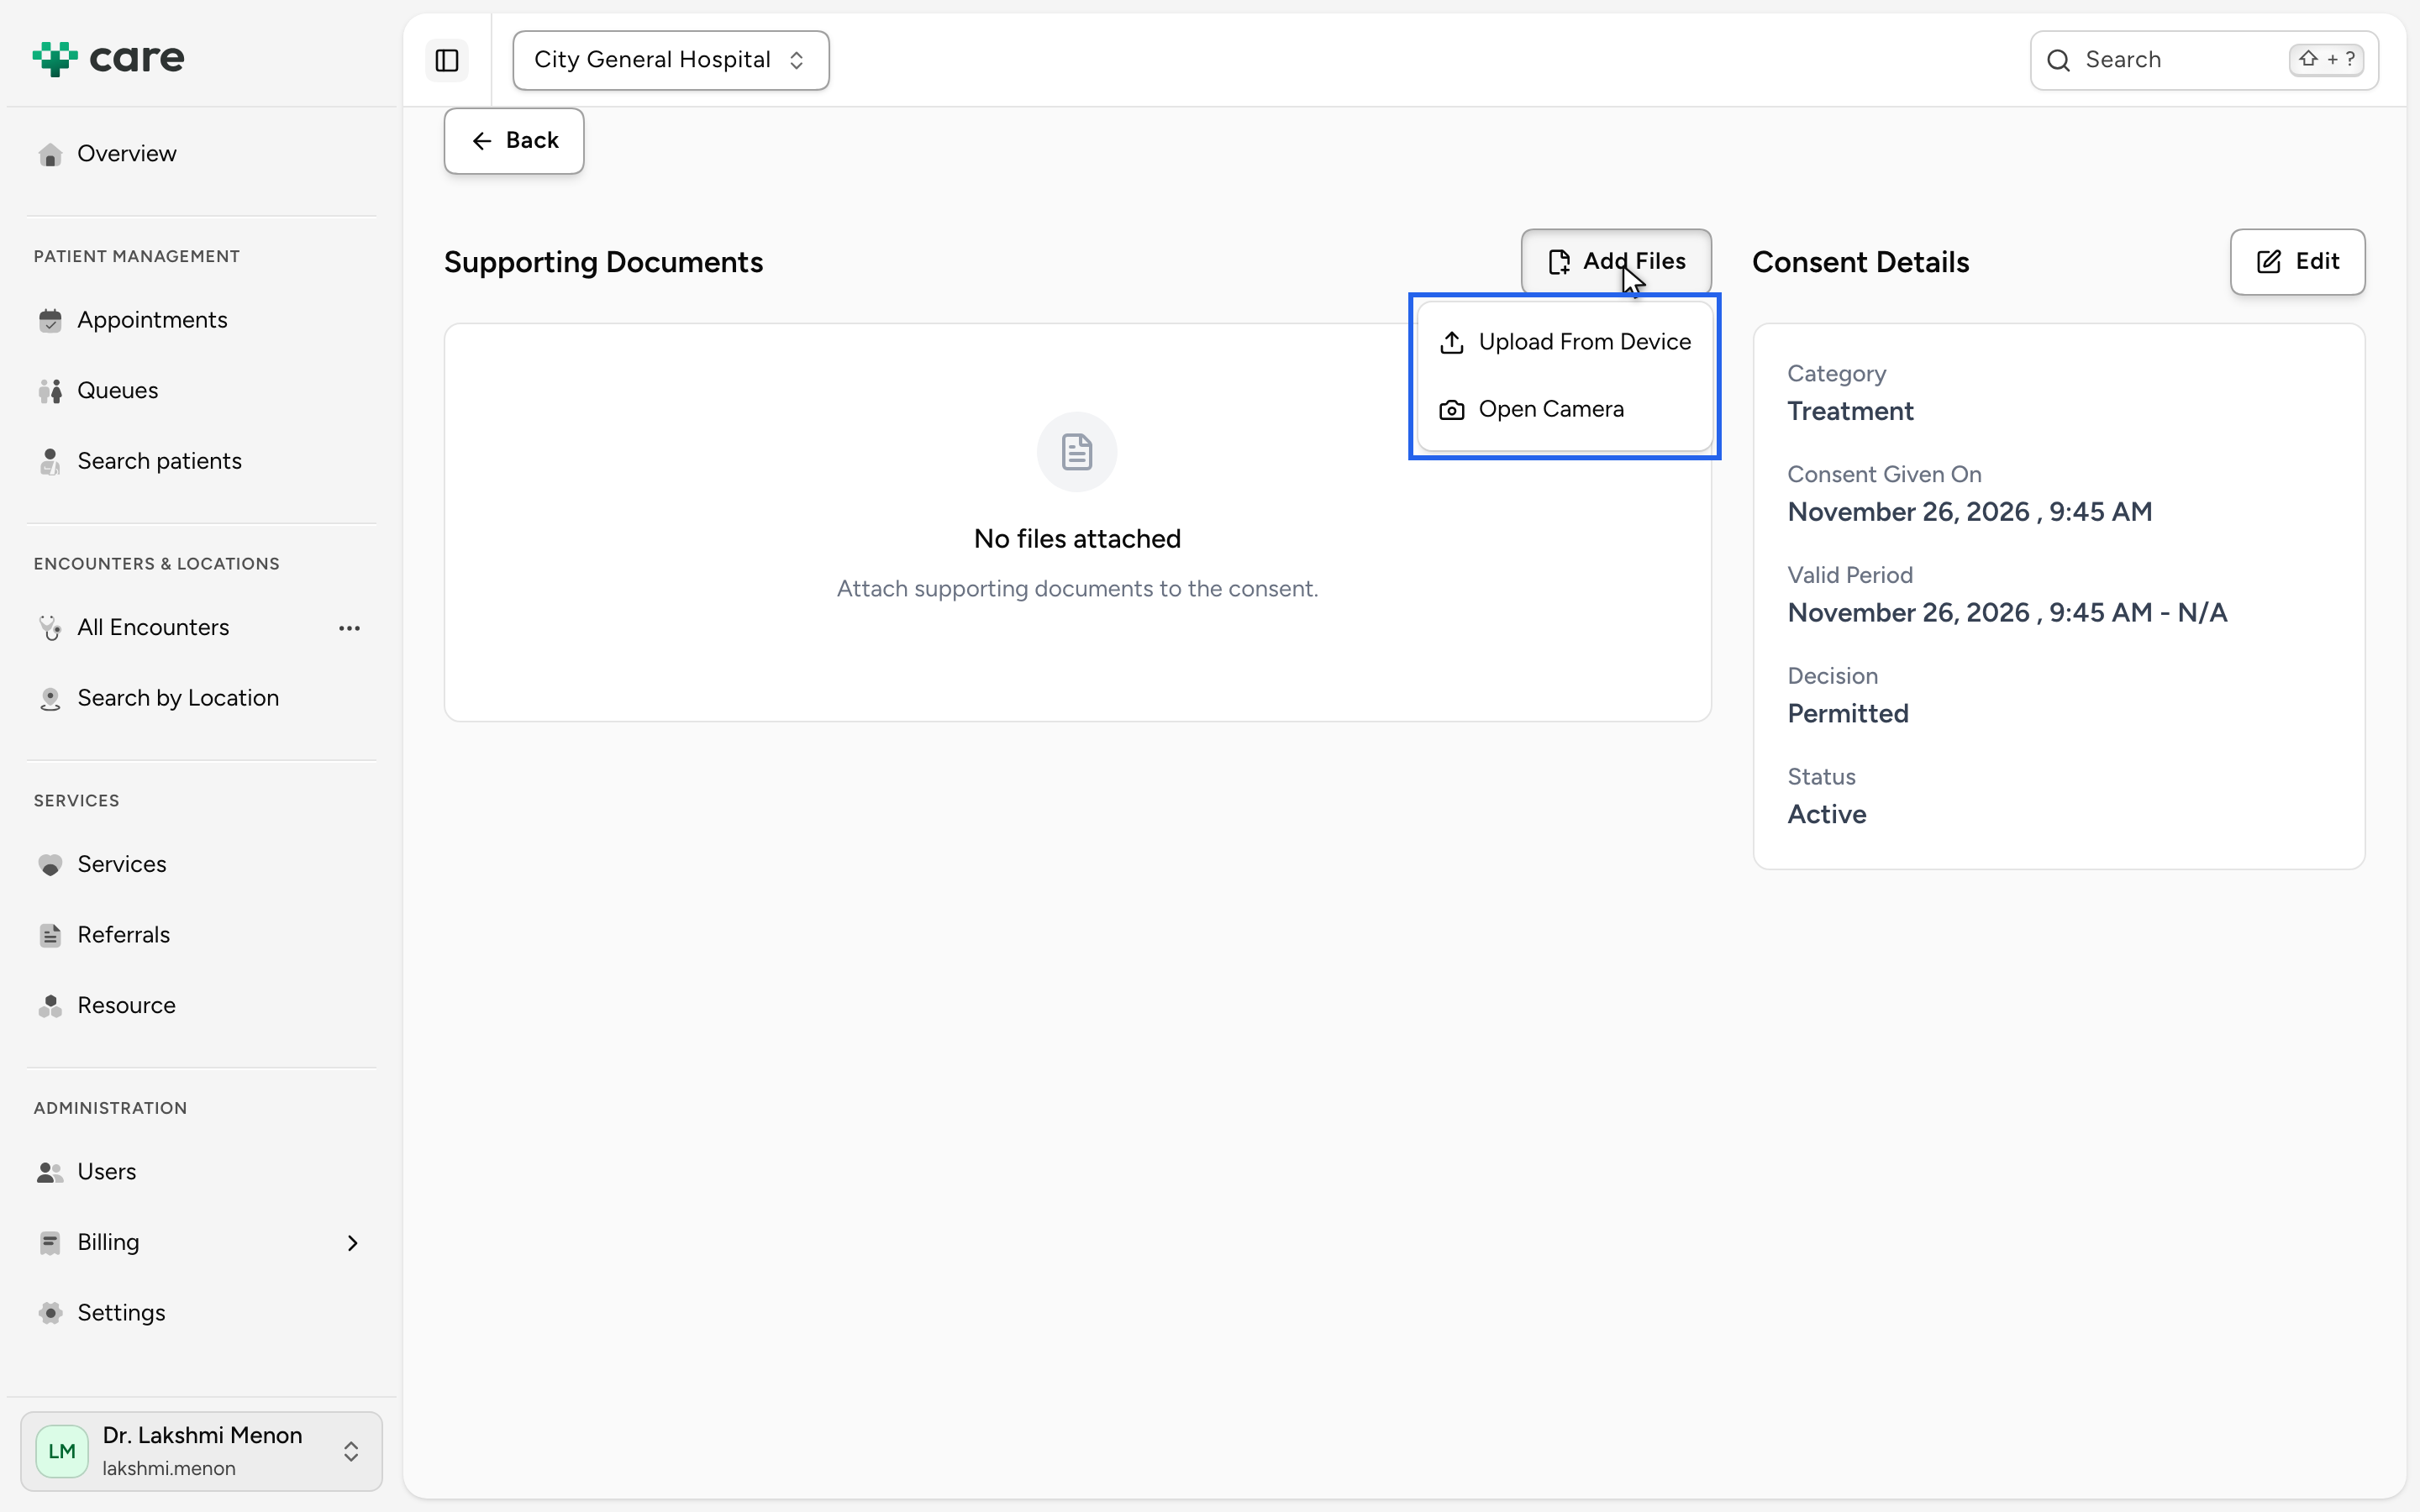 care
Overview
PATIENT MANAGEMENT
Appointments
Queues
Search patients
ENCOUNTERS & LOCATIONS
All Encounters
Search by Location
SERVICES
Services
Referrals
Resource
ADMINISTRATION
Users
Billing
Settings
LM
Dr. Lakshmi Menon
lakshmi.menon
City General Hospital
Search
+ ?
Back
Supporting Documents
Add Files
Upload From Device
Open Camera
No files attached
Attach supporting documents to the consent.
Consent Details
Edit
Category
Treatment
Consent Given On
November 26, 2026 , 9:45 AM
Valid Period
November 26, 2026 , 9:45 AM - N/A
Decision
Permitted
Status
Active